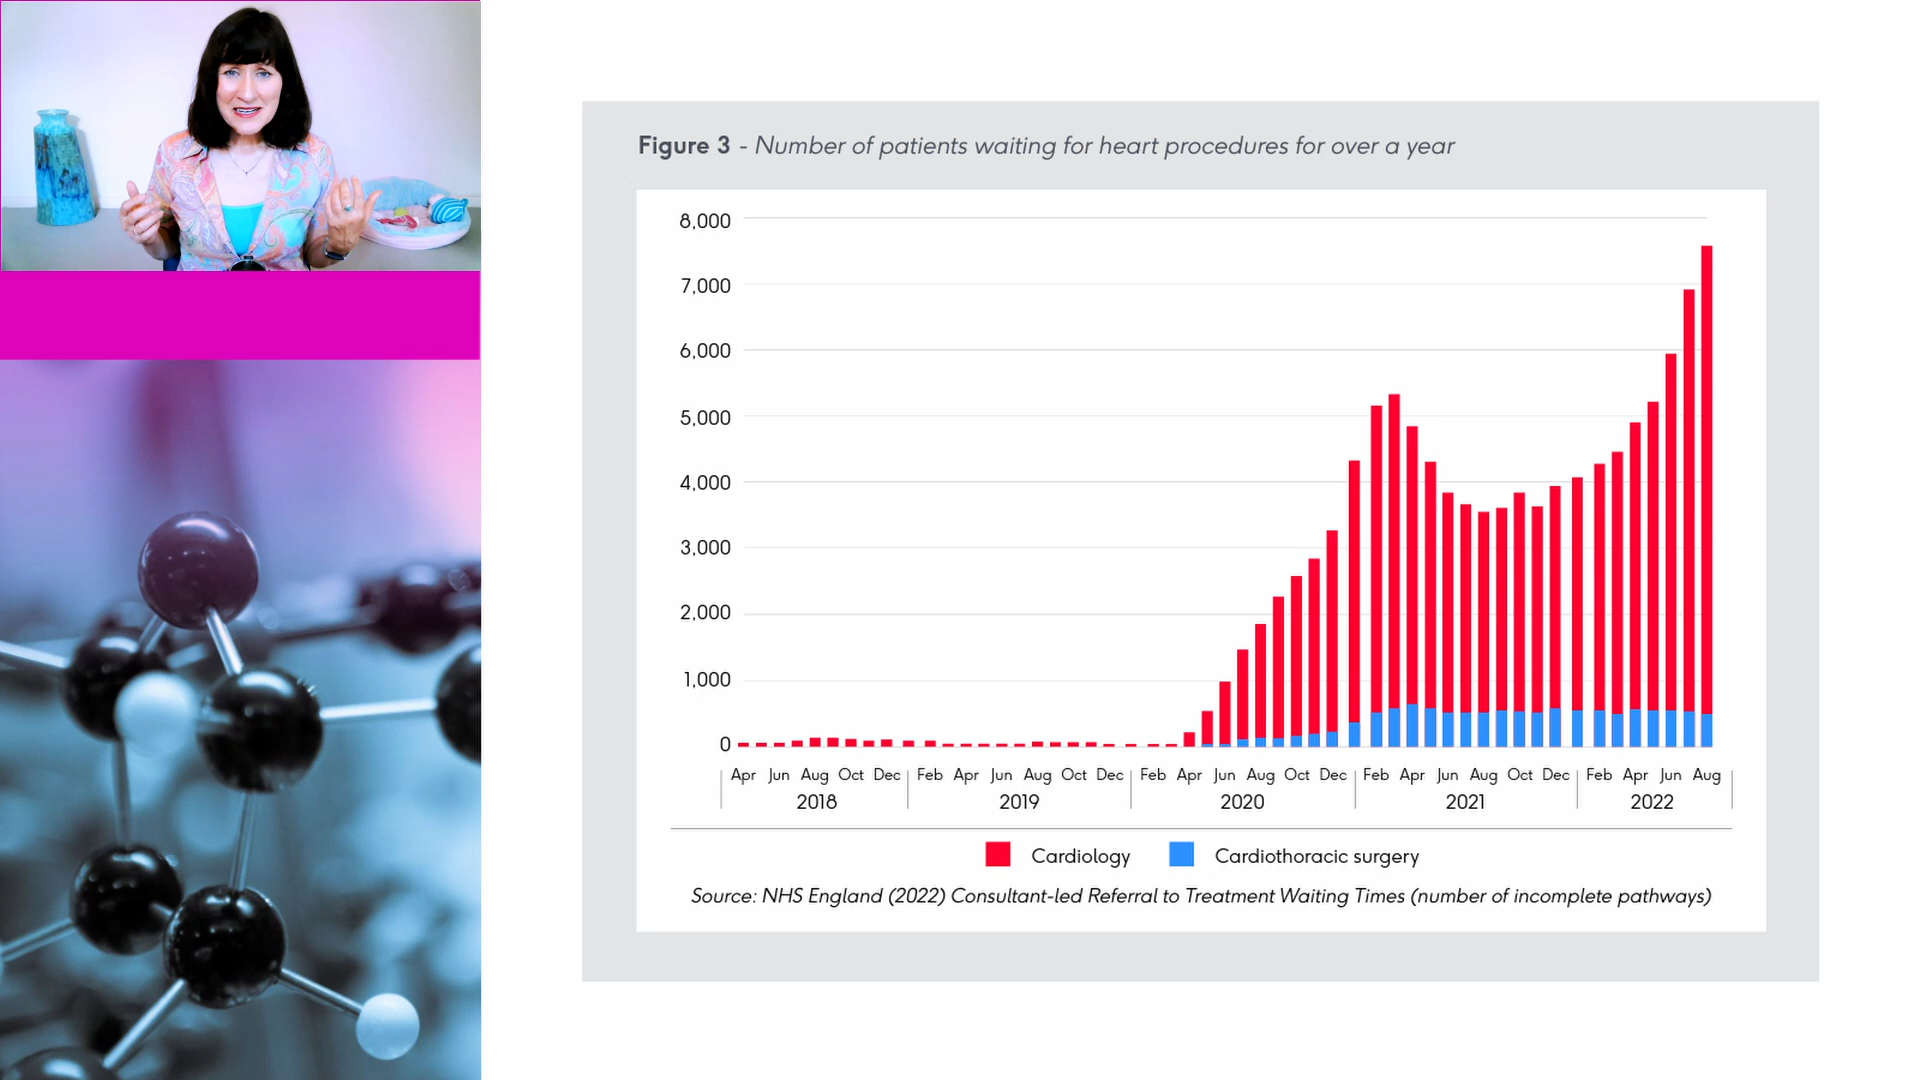 Figure 3 - Number of patients waiting for heart procedures for over a year
8,000
7,000
6,000
5,000
4,000
3,000
2,000
1,000
0
Apr Jun Aug Oct Dec Feb Apr Jun Aug Oct Dec Feb Apr Jun Aug Oct Dec Feb Apr Jun Aug Oct Dec Feb Apr Jun Aug
2018 2019 2020 2021 2022
Cardiology Cardiothoracic surgery
Source: NHS England (2022) Consultant-led Referral to Treatment Waiting Times (number of incomplete pathways)